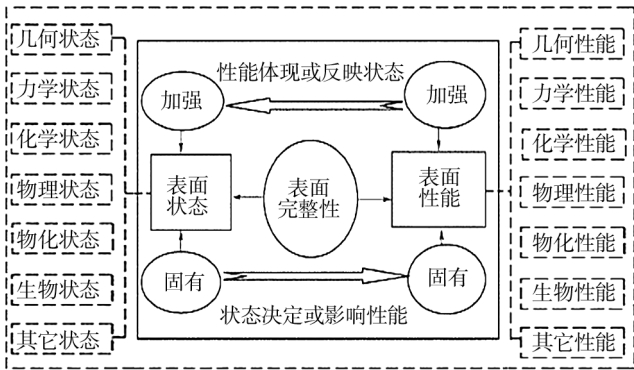 几何状态
力学状态
化学状态
物理状态
物化状态
生物状态
其它状态
性能体现或反映状态
加强
加强
表面
状态
表面
完整性
表面
性能
固有
固有
状态决定或影响性能
几何性能
力学性能
化学性能
物理性能
物化性能
生物性能
其它性能